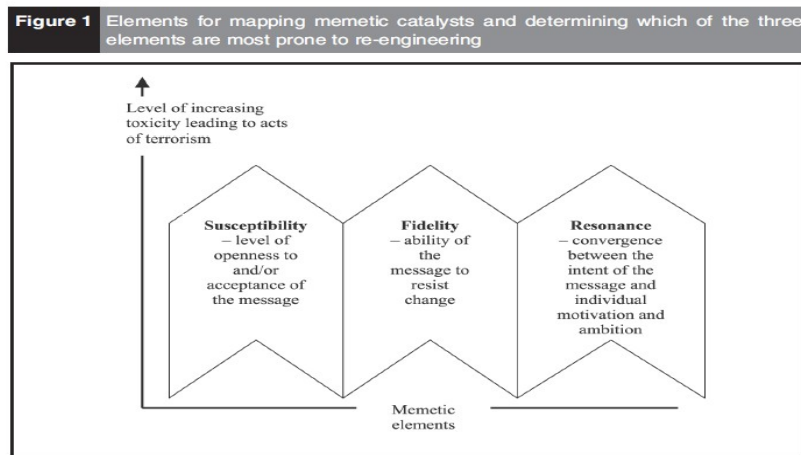 Figure 1 Elements for mapping memetic catalysts and determining which of the three
elements are most prone to re-engineering
Level of increasing
toxicity leading to acts
of terrorism
Susceptibility
– level of
openness to
and/or
acceptance of
the message
Fidelity
– ability of
the
message to
resist
change
Resonance
– convergence
between the
intent of the
message and
individual
motivation and
ambition
Memetic
elements